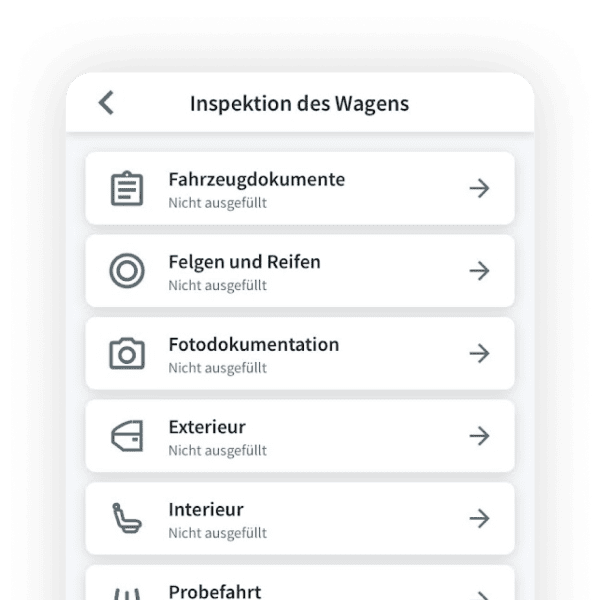 Inspektion des Wagens
Fahrzeugdokumente
Nicht ausgefüllt
Felgen und Reifen
Nicht ausgefüllt
Fotodokumentation
Nicht ausgefüllt
Exterieur
Nicht ausgefüllt
Interieur
Nicht ausgefüllt
Probefahrt